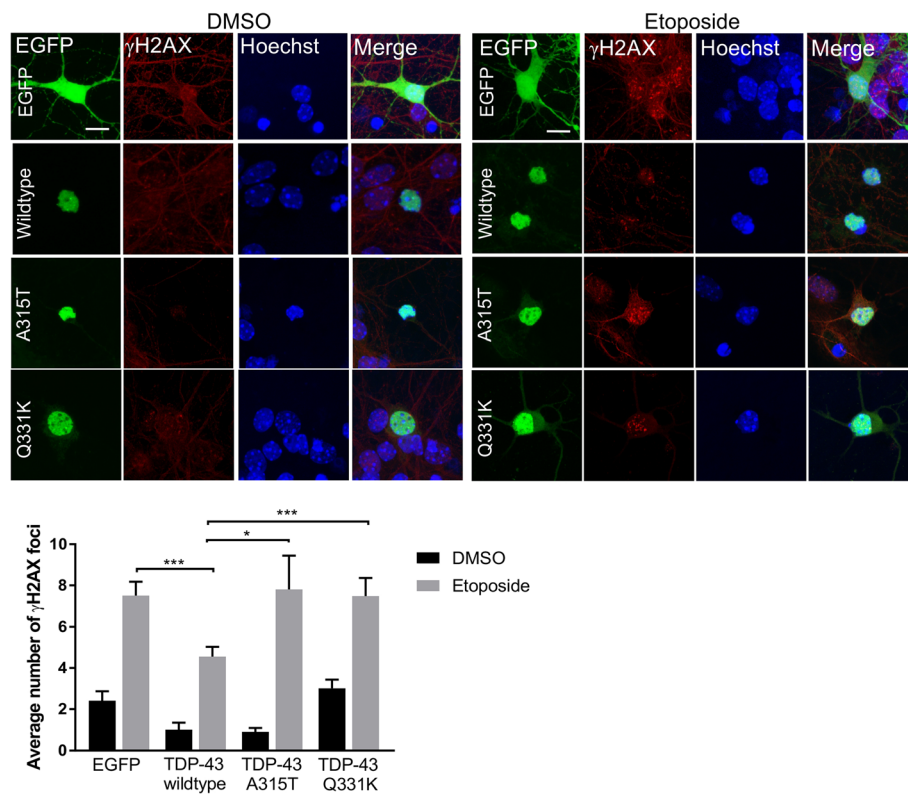 DMSO
Etoposide
EGFP γH2AX Hoechst Merge
EGFP γH2AX Hoechst Merge
EGFP
EGFP
Wildtype
Wildtype
A315T
A315T
Q331K
Q331K
***
***
*
Average number of γH2AX foci
10
8
6
4
2
0
DMSO
Etoposide
EGFP
TDP-43
wildtype
TDP-43
A315T
TDP-43
Q331K